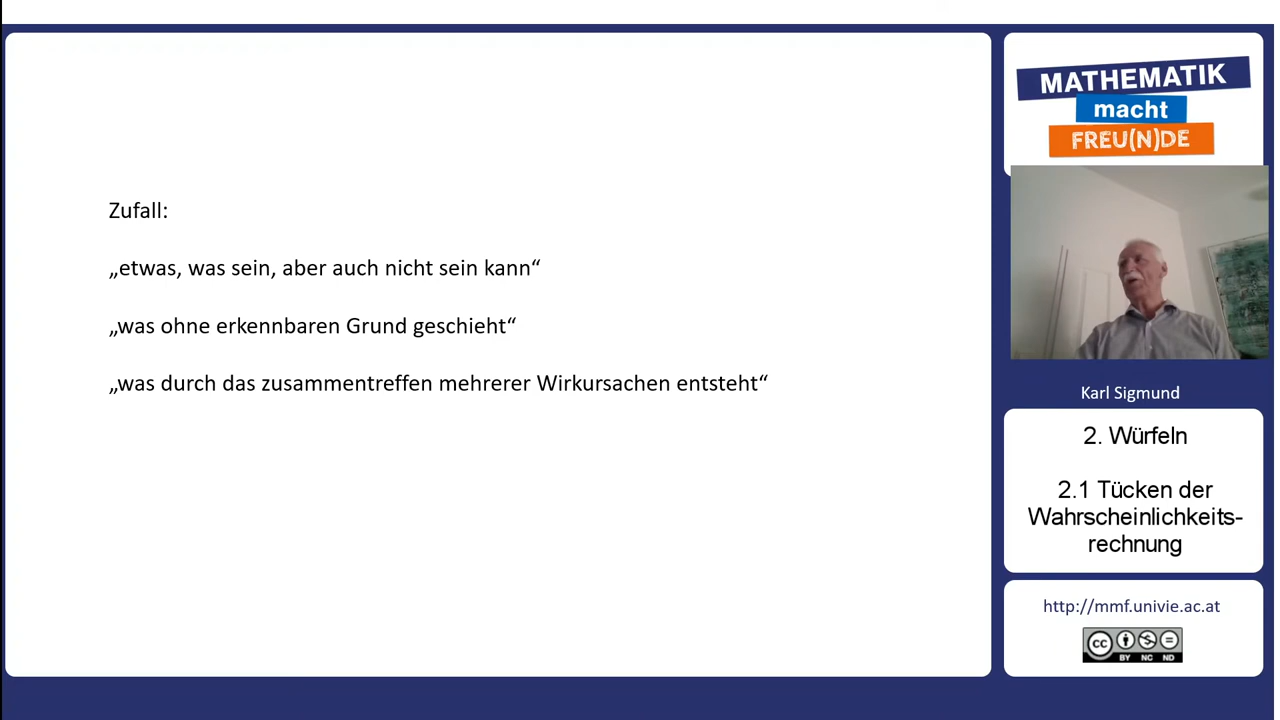 Zufall:
„etwas, was sein, aber auch nicht sein kann“
„was ohne erkennbaren Grund geschieht“
„was durch das zusammentreffen mehrerer Wirkursachen entsteht“
MATHEMATIK
macht
FREU(N)DE
Karl Sigmund
2. Würfeln
2.1 Tücken der
Wahrscheinlichkeits-
rechnung
http://mmf.univie.ac.at
cc
BY NC ND